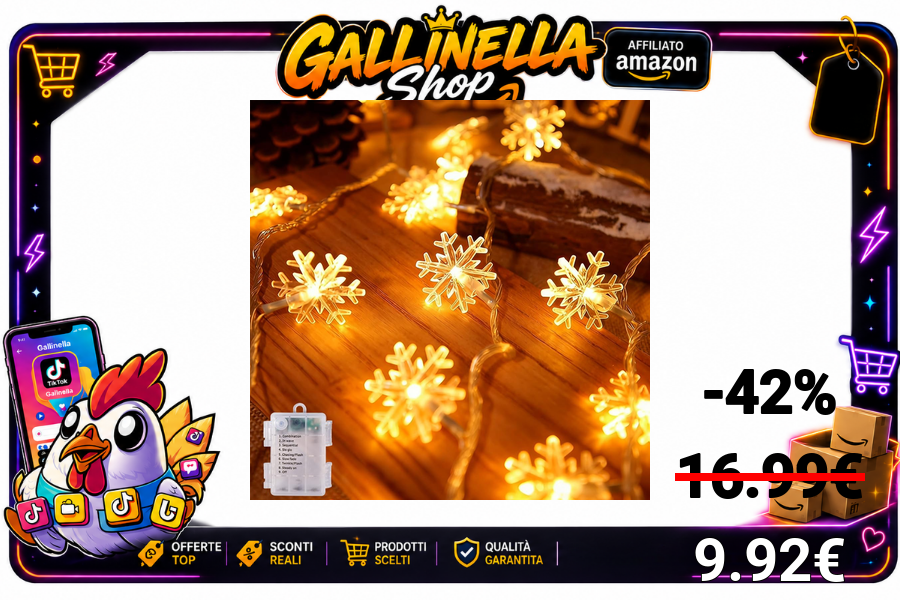 GALLINELLA
Shop
AFFILIATO
amazon
Gallinella
TikTok
Gallinella
-42%
16.99€
9.92€
OFFERTE
TOP
SCONTI
REALI
PRODOTTI
SCELTI
QUALITÀ
GARANTITA